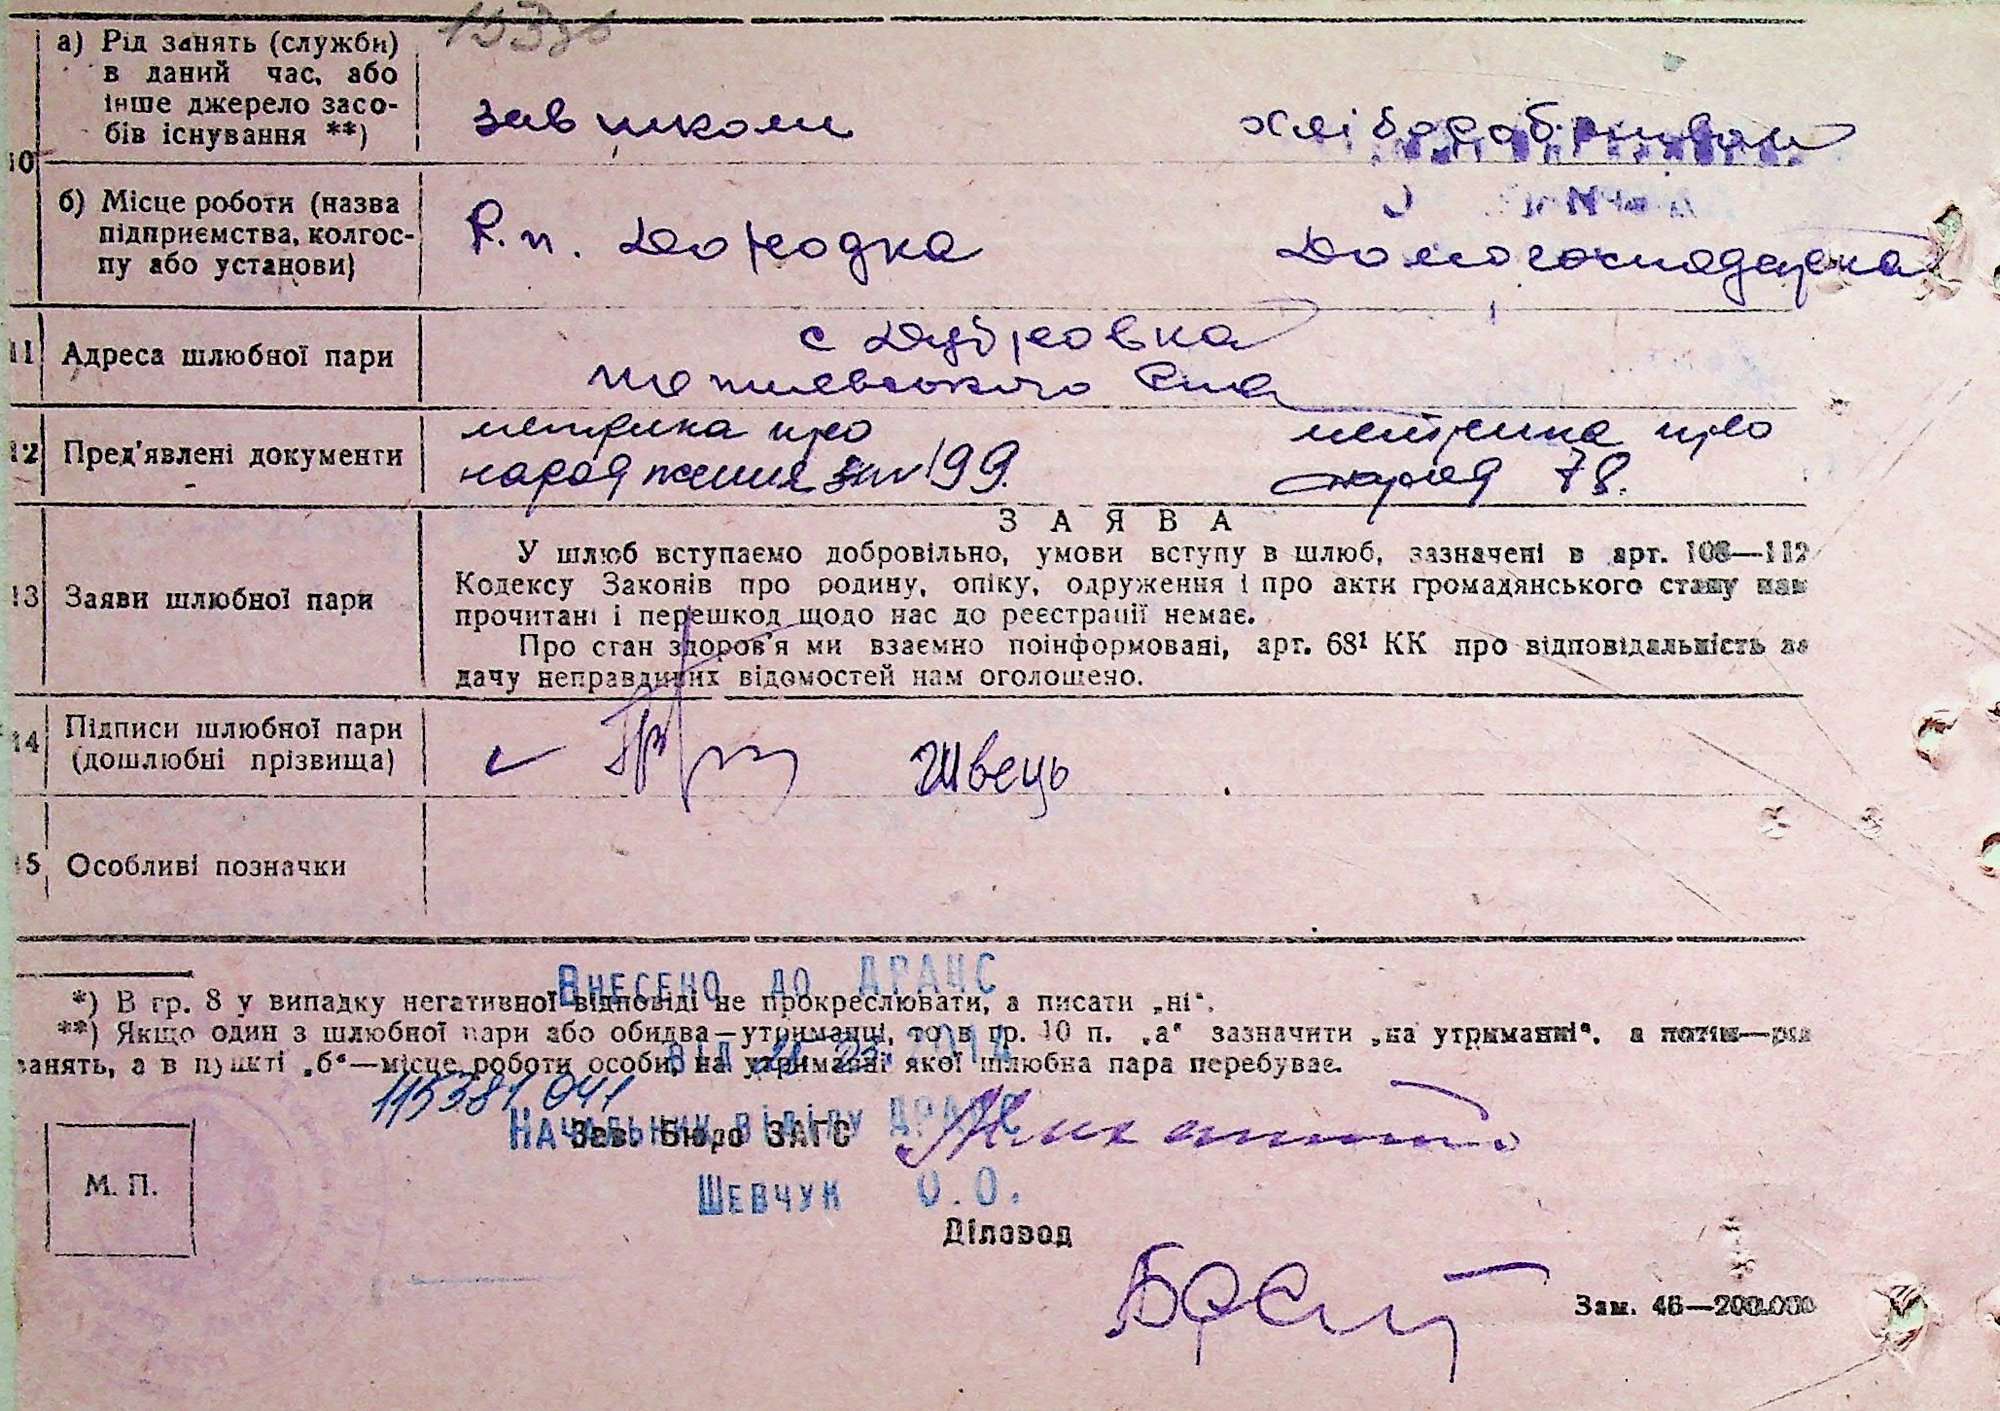 а) Рід занять (служби)
в даний час, або
інше джерело засо-
бів існування **)
зав школи
хліборобинвом
10
б) Місце роботи (назва
підприємства, колгос-
пу або установи)
Домогосподарка
11 Адреса шлюбної пари
с Дубровка
12 Пред'явлені документи
метрика про метрика про
народження 199. народ 78.
ЗАЯВА
13 Заяви шлюбної пари
У шлюб вступаємо добровільно, умови вступу в шлюб, зазначені в арт. 108—112
Кодексу Законів про родину, опіку, одруження і про акти громадянського стану нам
прочитані і перешкод щодо нас до реєстрації немає.
Про стан здоров'я ми взаємно поінформовані, арт. 68¹ КК про відповідальність за
дачу неправдивих відомостей нам оголошено.
14 Підписи шлюбної пари
(дошлюбні прізвища)
Швець
15 Особливі позначки
Внесено до ДРАЦС
*) В гр. 8 у випадку негативної відповіді не прокреслювати, а писати „ні“.
**) Якщо один з шлюбної пари або обидва—утриманці, то в гр. 10 п. „а“ зазначити „на утриманні“, а потім—рід
занять, а в пункті „б“—місце роботи особи, на утриманні якої шлюбна пара перебуває.
Начальник відділу ДРАЦС
Зав. Бюро ЗАГС
М. П.
Шевчук О.О.
Діловод
Зам. 46—200.000